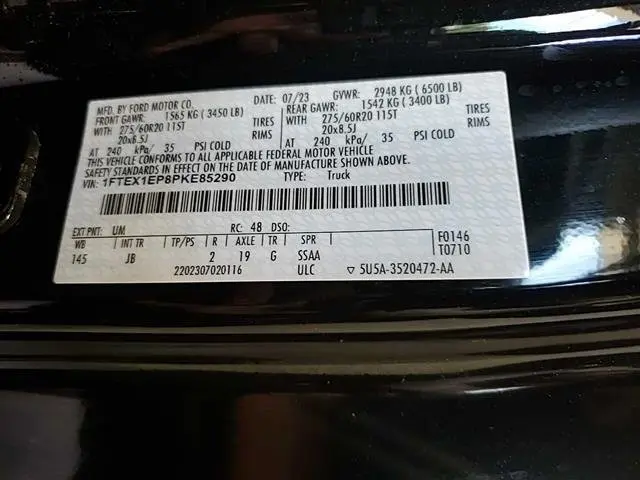 MFD. BY FORD MOTOR CO. DATE: 07/23 GVWR: 2948 KG ( 6500 LB)
FRONT GAWR: 1565 KG ( 3450 LB) REAR GAWR: 1542 KG ( 3400 LB)
WITH 275/60R20 115T TIRES WITH 275/60R20 115T TIRES
20x8.5J RIMS 20x8.5J RIMS
AT 240 kPa/ 35 PSI COLD AT 240 kPa/ 35 PSI COLD
THIS VEHICLE CONFORMS TO ALL APPLICABLE FEDERAL MOTOR VEHICLE
SAFETY STANDARDS IN EFFECT ON THE DATE OF MANUFACTURE SHOWN ABOVE.
VIN: 1FTEX1EP8PKE85290 TYPE: Truck
EXT PNT: UM RC: 48 DSO:
WB INT TR TP/PS R AXLE TR SPR F0146
145 JB 2 19 G SSAA T0710
2202307020116 ULC ▽ 5U5A-3520472-AA